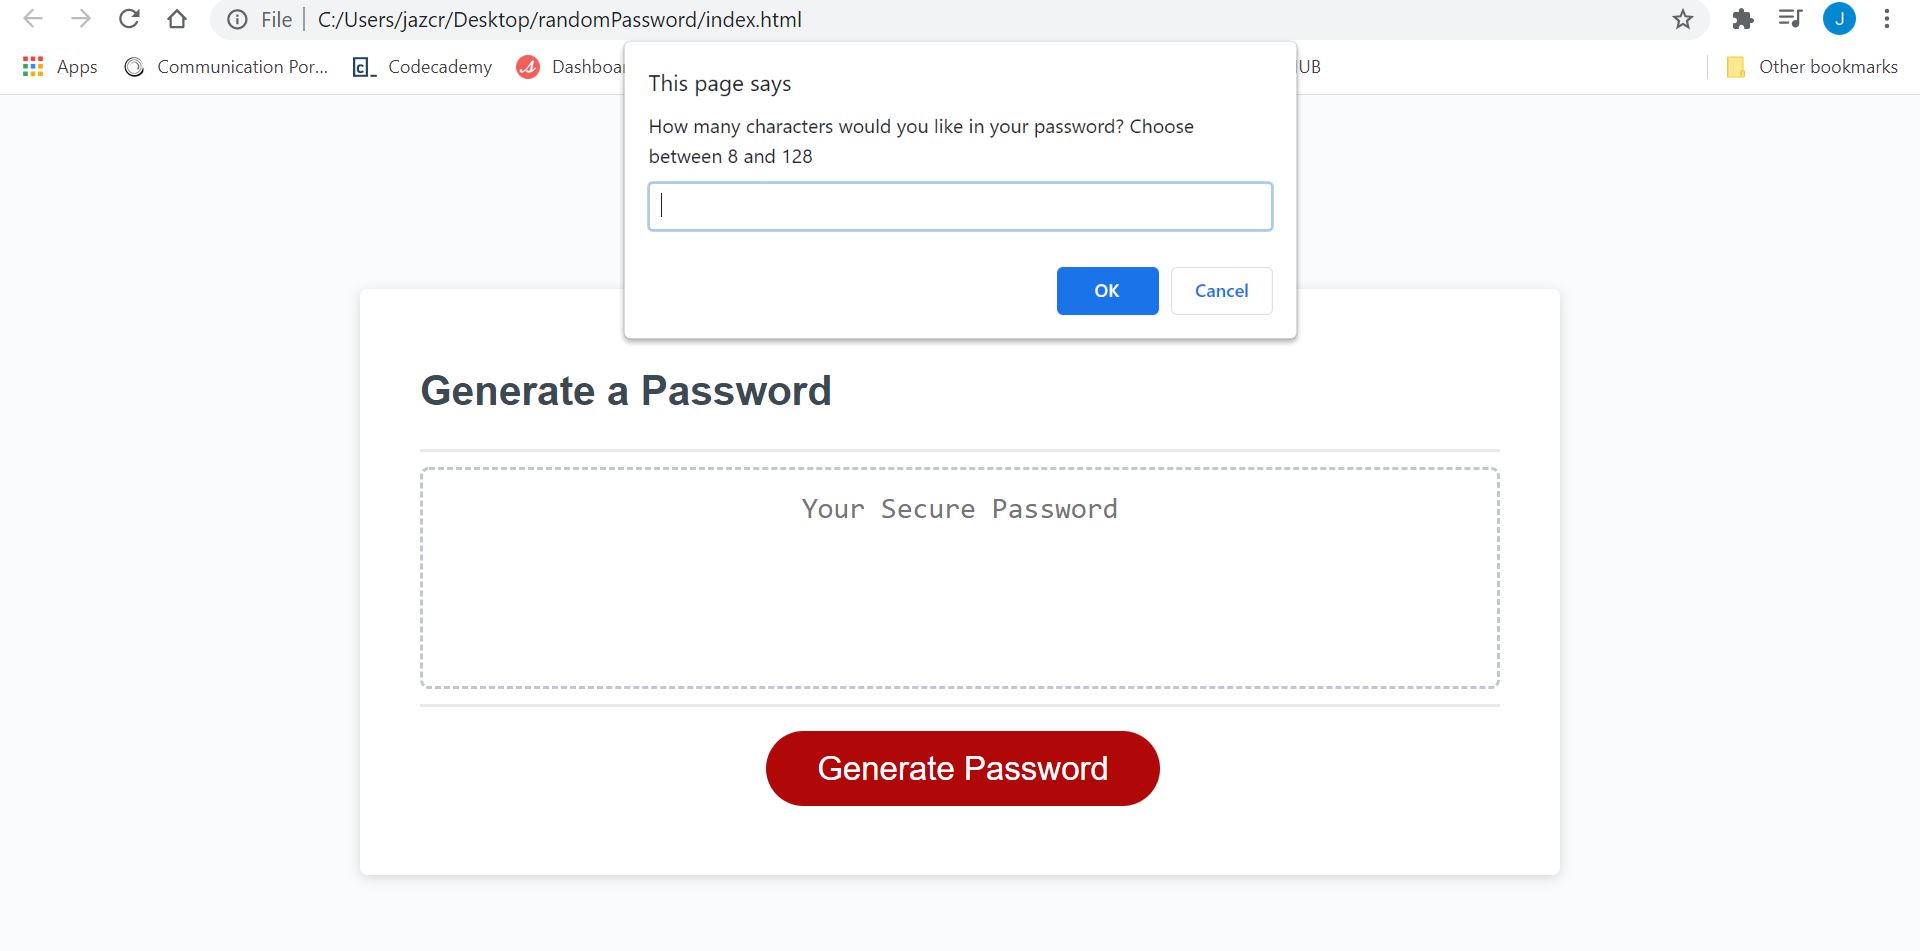 File C:/Users/jazcr/Desktop/randomPassword/index.html
J
Apps Communication Por... c_ Codecademy Other bookmarks
This page says
How many characters would you like in your password? Choose
between 8 and 128
OK Cancel
Generate a Password
Your Secure Password
Generate Password